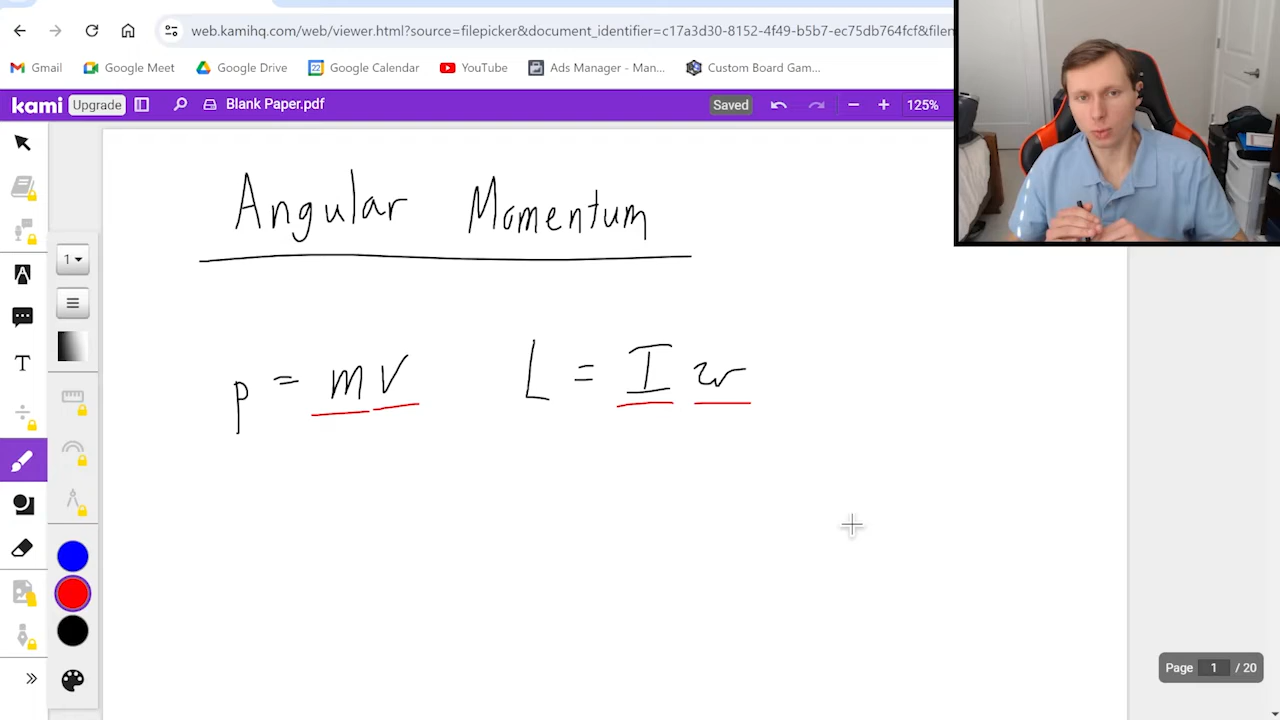 web.kamihq.com/web/viewer.html?source=filepicker&document_identifier=c17a3d30-8152-4f49-b5b7-ec75db764fcf&filen
Gmail Google Meet Google Drive 22 Google Calendar YouTube Ads Manager - Man... Custom Board Gam...
kami Upgrade Blank Paper.pdf Saved 125%
Angular Momentum
1
A
T
p = mv L = Iω
Page 1 / 20